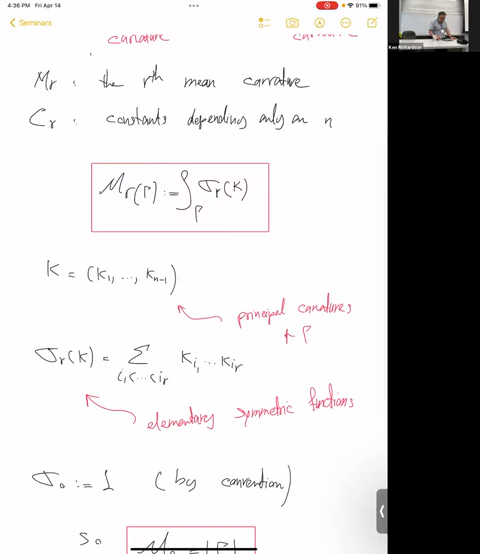 4:36 PM Fri Apr 14
91%
Seminars
curvature
Ken Richardson
Mr : the rth mean curvature
Cr : constants depending only on n
Mr(Γ) := ∫Γ σr(K)
K = (K1, ..., Kn-1)
principal curvatures
of Γ
σr(K) = Σ i1<...<ir Ki1 ... Kir
elementary symmetric functions
σ0 := 1 (by convention)
So M0 = |Γ|